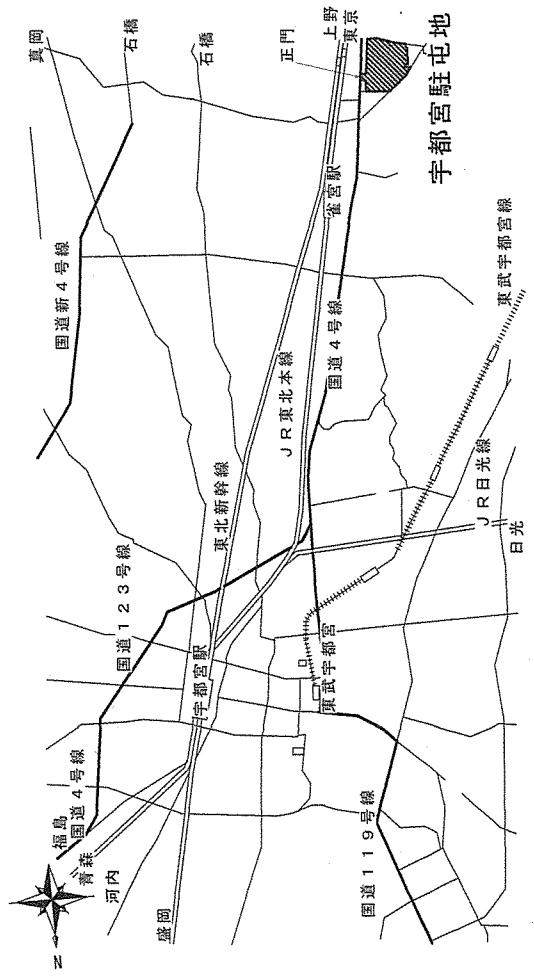 真岡
石橋
石橋
上野
東京
正門
宇都宮駐屯地
国道新4号線
雀宮駅
国道4号線
東武宇都宮線
JR東北本線
東北新幹線
JR日光線
日光
国道123号線
宇都宮駅
東武宇都宮
国道4号線
福島
青森
河内
盛岡
国道119号線
N